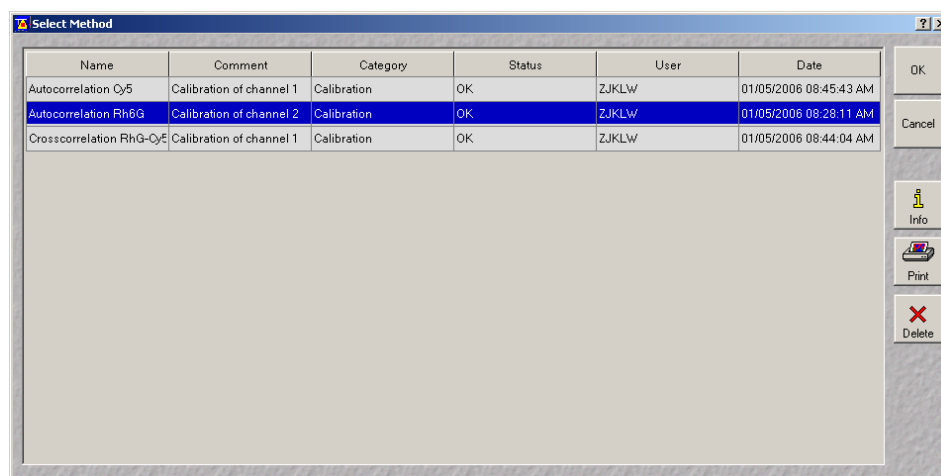 Select Method
Name Comment Category Status User Date
Autocorrelation Cy5 Calibration of channel 1 Calibration OK ZJKLW 01/05/2006 08:45:43 AM
Autocorrelation Rh6G Calibration of channel 2 Calibration OK ZJKLW 01/05/2006 08:28:11 AM
Crosscorrelation RhG-Cy5 Calibration of channel 1 Calibration OK ZJKLW 01/05/2006 08:44:04 AM
OK
Cancel
Info
Print
Delete